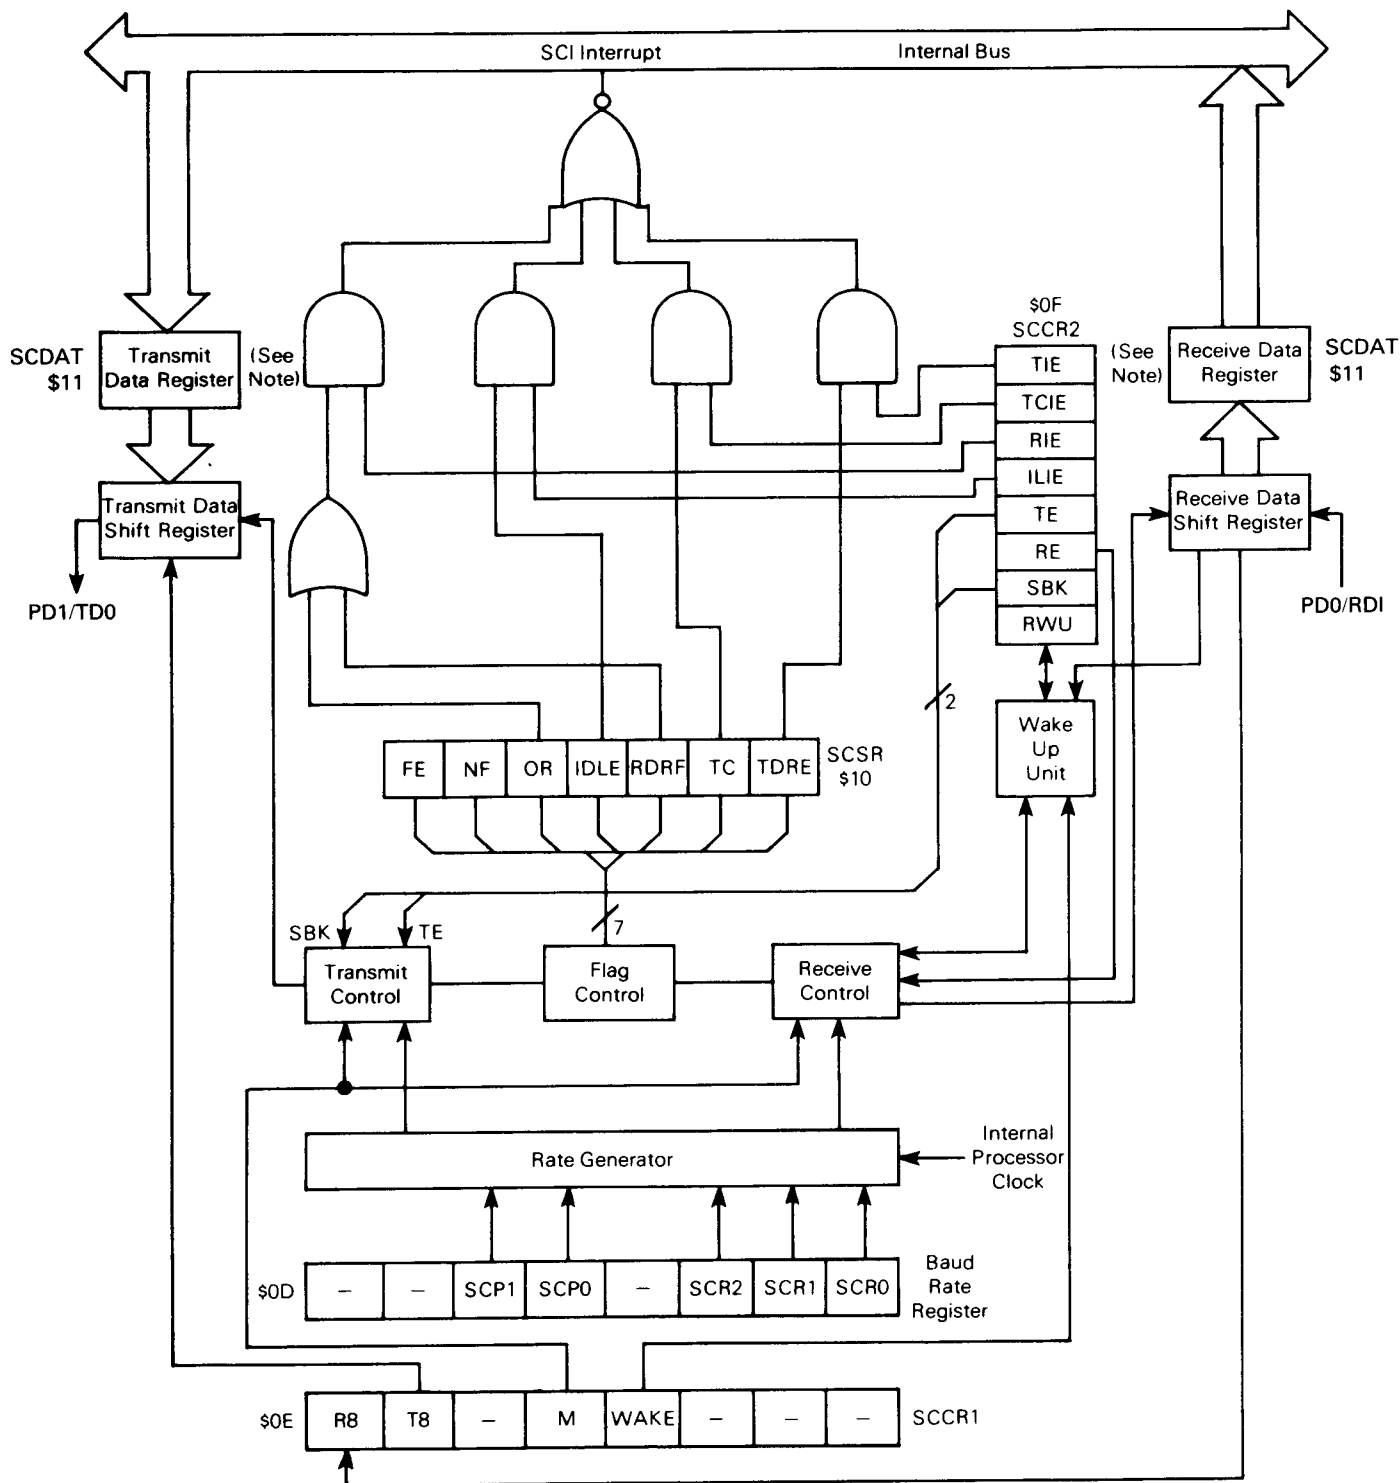 SCI Interrupt
Internal Bus
$0F
SCCR2
SCDAT
$11
Transmit
Data Register
(See
Note)
TIE
TCIE
RIE
ILIE
TE
RE
SBK
RWU
(See
Note)
Receive Data
Register
SCDAT
$11
Transmit Data
Shift Register
Receive Data
Shift Register
PD1/TD0
PD0/RDI
2
Wake
Up
Unit
FE
NF
OR
IDLE
RDRF
TC
TDRE
SCSR
$10
7
SBK
TE
Transmit
Control
Flag
Control
Receive
Control
Rate Generator
Internal
Processor
Clock
$0D
–
–
SCP1
SCP0
–
SCR2
SCR1
SCR0
Baud
Rate
Register
$0E
R8
T8
–
M
WAKE
–
–
–
SCCR1